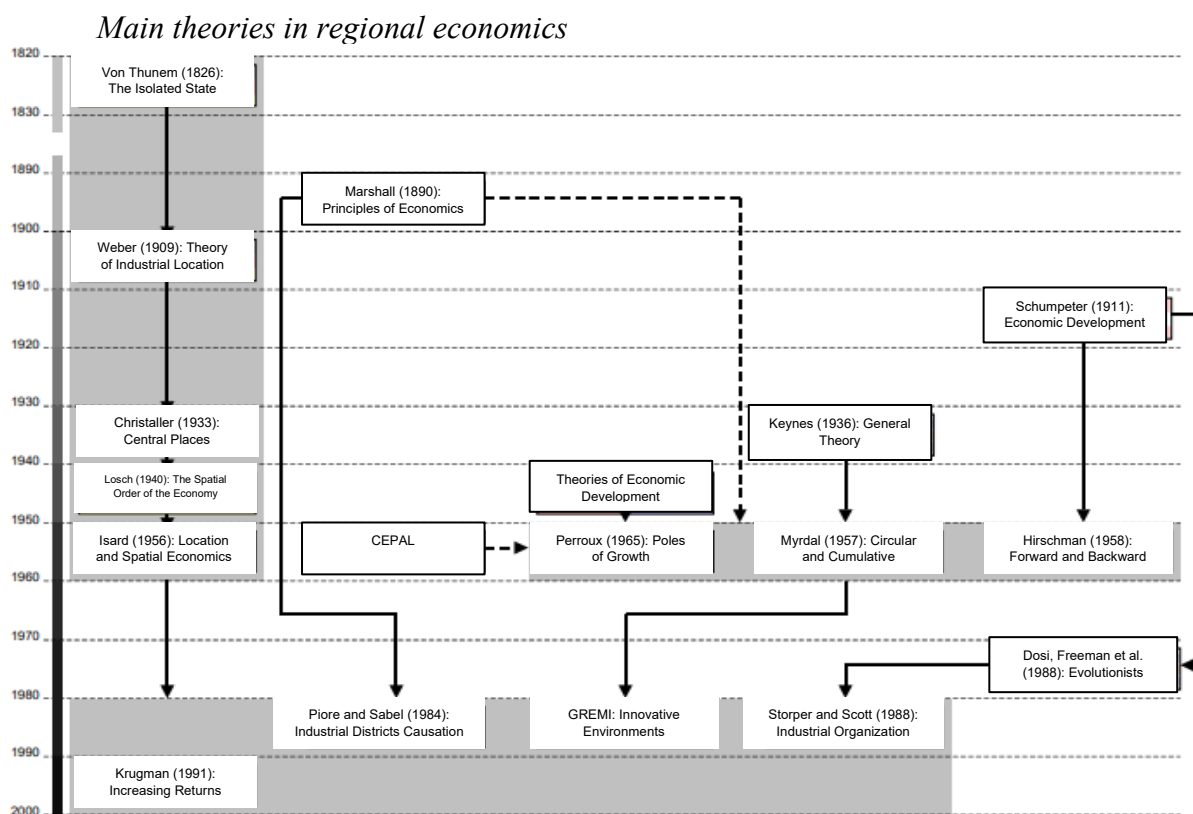 Main theories in regional economics
1820
Von Thunem (1826):
The Isolated State
1830
1890
Marshall (1890):
Principles of Economics
1900
Weber (1909): Theory
of Industrial Location
1910
Schumpeter (1911):
Economic Development
1920
1930
Christaller (1933):
Central Places
Keynes (1936): General
Theory
1940
Losch (1940): The Spatial
Order of the Economy
Theories of Economic
Development
1950
Isard (1956): Location
and Spatial Economics
CEPAL
Perroux (1965): Poles
of Growth
Myrdal (1957): Circular
and Cumulative
Hirschman (1958):
Forward and Backward
1960
1970
Dosi, Freeman et al.
(1988): Evolutionists
1980
Piore and Sabel (1984):
Industrial Districts Causation
GREMI: Innovative
Environments
Storper and Scott (1988):
Industrial Organization
1990
Krugman (1991):
Increasing Returns
2000